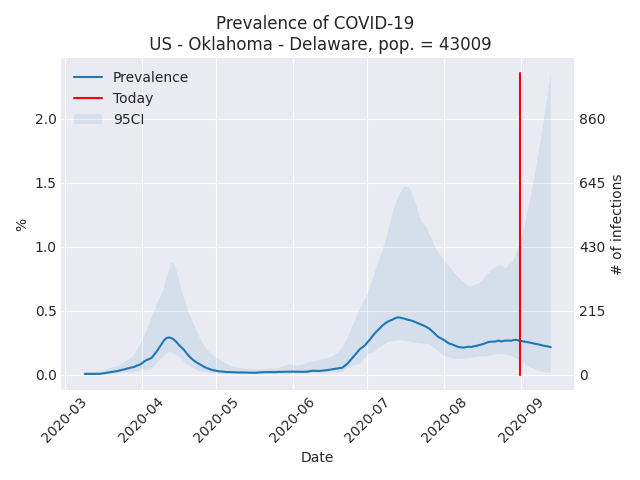 Prevalence of COVID-19
US - Oklahoma - Delaware, pop. = 43009
Prevalence
Today
95CI
%
2.0
1.5
1.0
0.5
0.0
860
645
430
215
0
# of infections
2020-03
2020-04
2020-05
2020-06
2020-07
2020-08
2020-09
Date